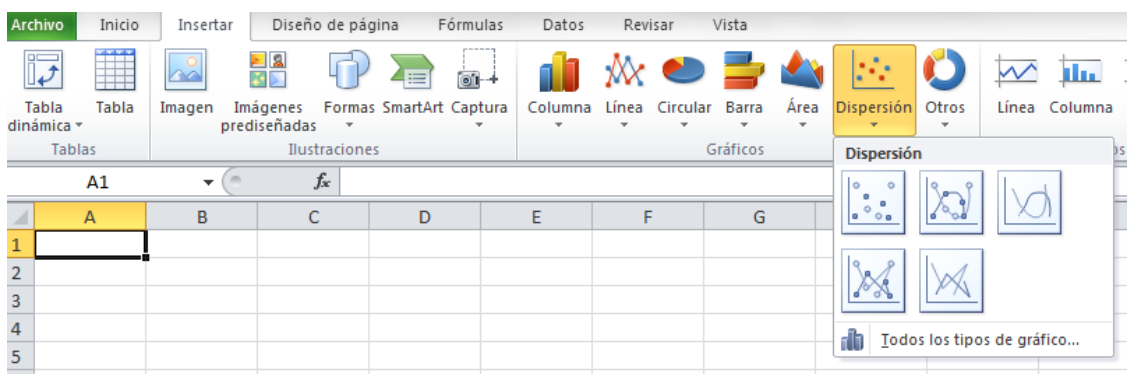 Archivo Inicio Insertar Diseño de página Fórmulas Datos Revisar Vista
Tabla dinámica
Tabla
Imagen
Imágenes prediseñadas
Formas
SmartArt
Captura
Columna
Línea
Circular
Barra
Área
Dispersión
Otros
Línea
Columna
Tablas
Ilustraciones
Gráficos
Dispersión
A1
fx
A B C D E F G
1
2
3
4
5
Todos los tipos de gráfico...